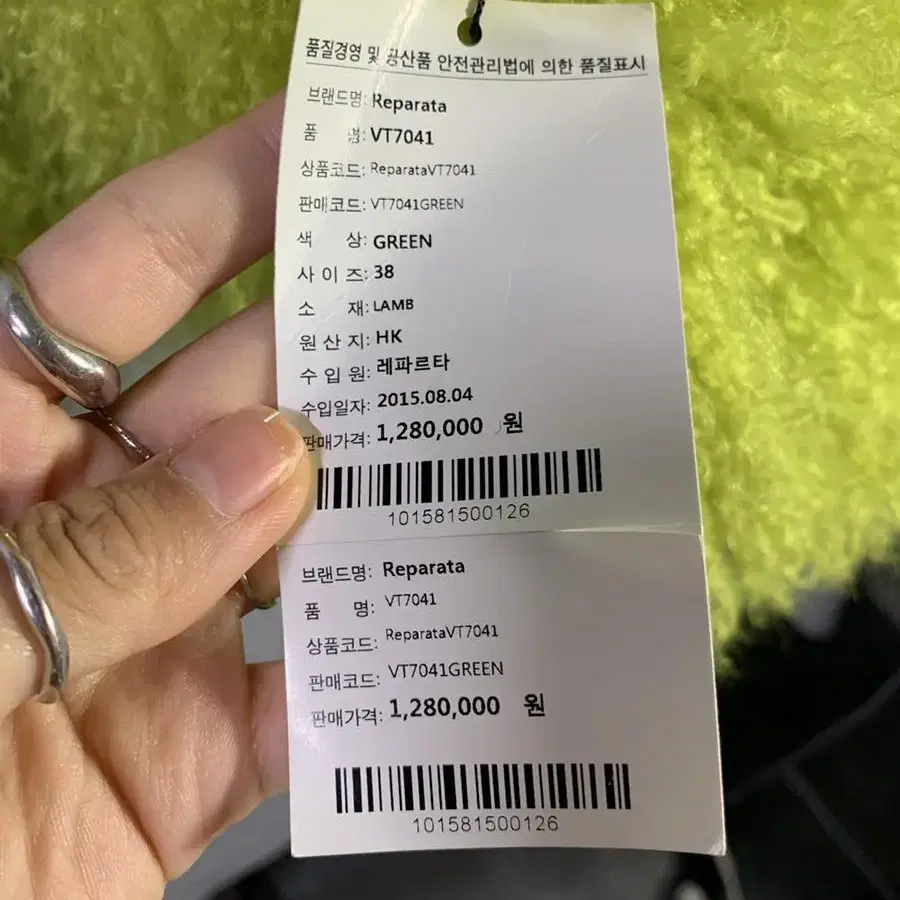 품질경영 및 공산품 안전관리법에 의한 품질표시
브랜드명: Reparata
품 명: VT7041
상품코드: ReparataVT7041
판매코드: VT7041GREEN
색 상: GREEN
사 이 즈: 38
소 재: LAMB
원 산 지: HK
수 입 원: 레파르타
수입일자: 2015.08.04
판매가격: 1,280,000 원
101581500126
브랜드명: Reparata
품 명: VT7041
상품코드: ReparataVT7041
판매코드: VT7041GREEN
판매가격: 1,280,000 원
101581500126